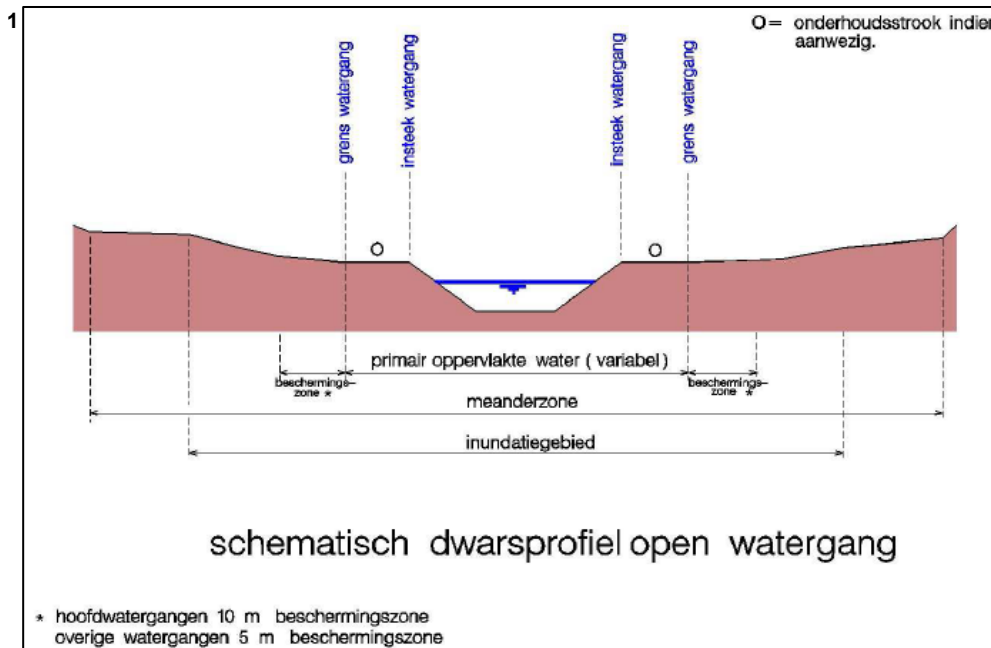 1
O= onderhoudsstrook indien
aanwezig.
grens watergang
insteek watergang
insteek watergang
grens watergang
O
O
primair oppervlakte water ( variabel )
beschermings-
zone *
beschermings-
zone *
meanderzone
inundatiegebied
schematisch dwarsprofiel open watergang
* hoofdwatergangen 10 m beschermingszone
overige watergangen 5 m beschermingszone